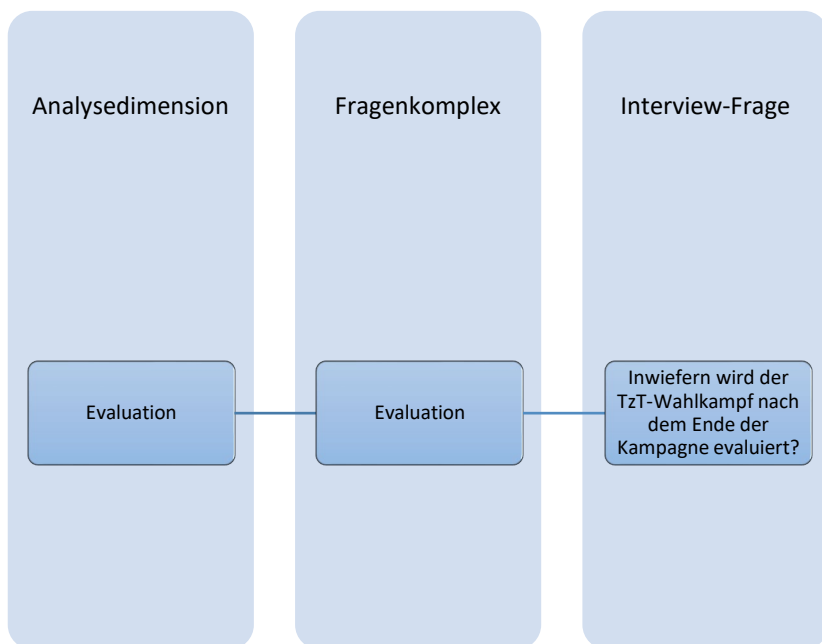 Analysedimension
Fragenkomplex
Interview-Frage
Evaluation
Evaluation
Inwiefern wird der
TzT-Wahlkampf nach
dem Ende der
Kampagne evaluiert?